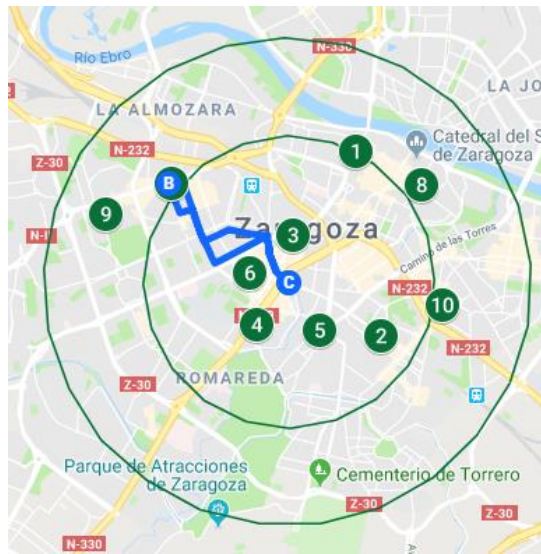 N-330
Río Ebro
LA JO
LA ALMOZARA
Z-30
N-232
Catedral del S
de Zaragoza
1
B
8
9
Zaragoza
3
N-II
Camino de las Torres
6
C
N-232
10
4
5
2
N-232
ROMAREDA
Z-30
Parque de Atracciones
de Zaragoza
Cementerio de Torrero
Z-30
N-330